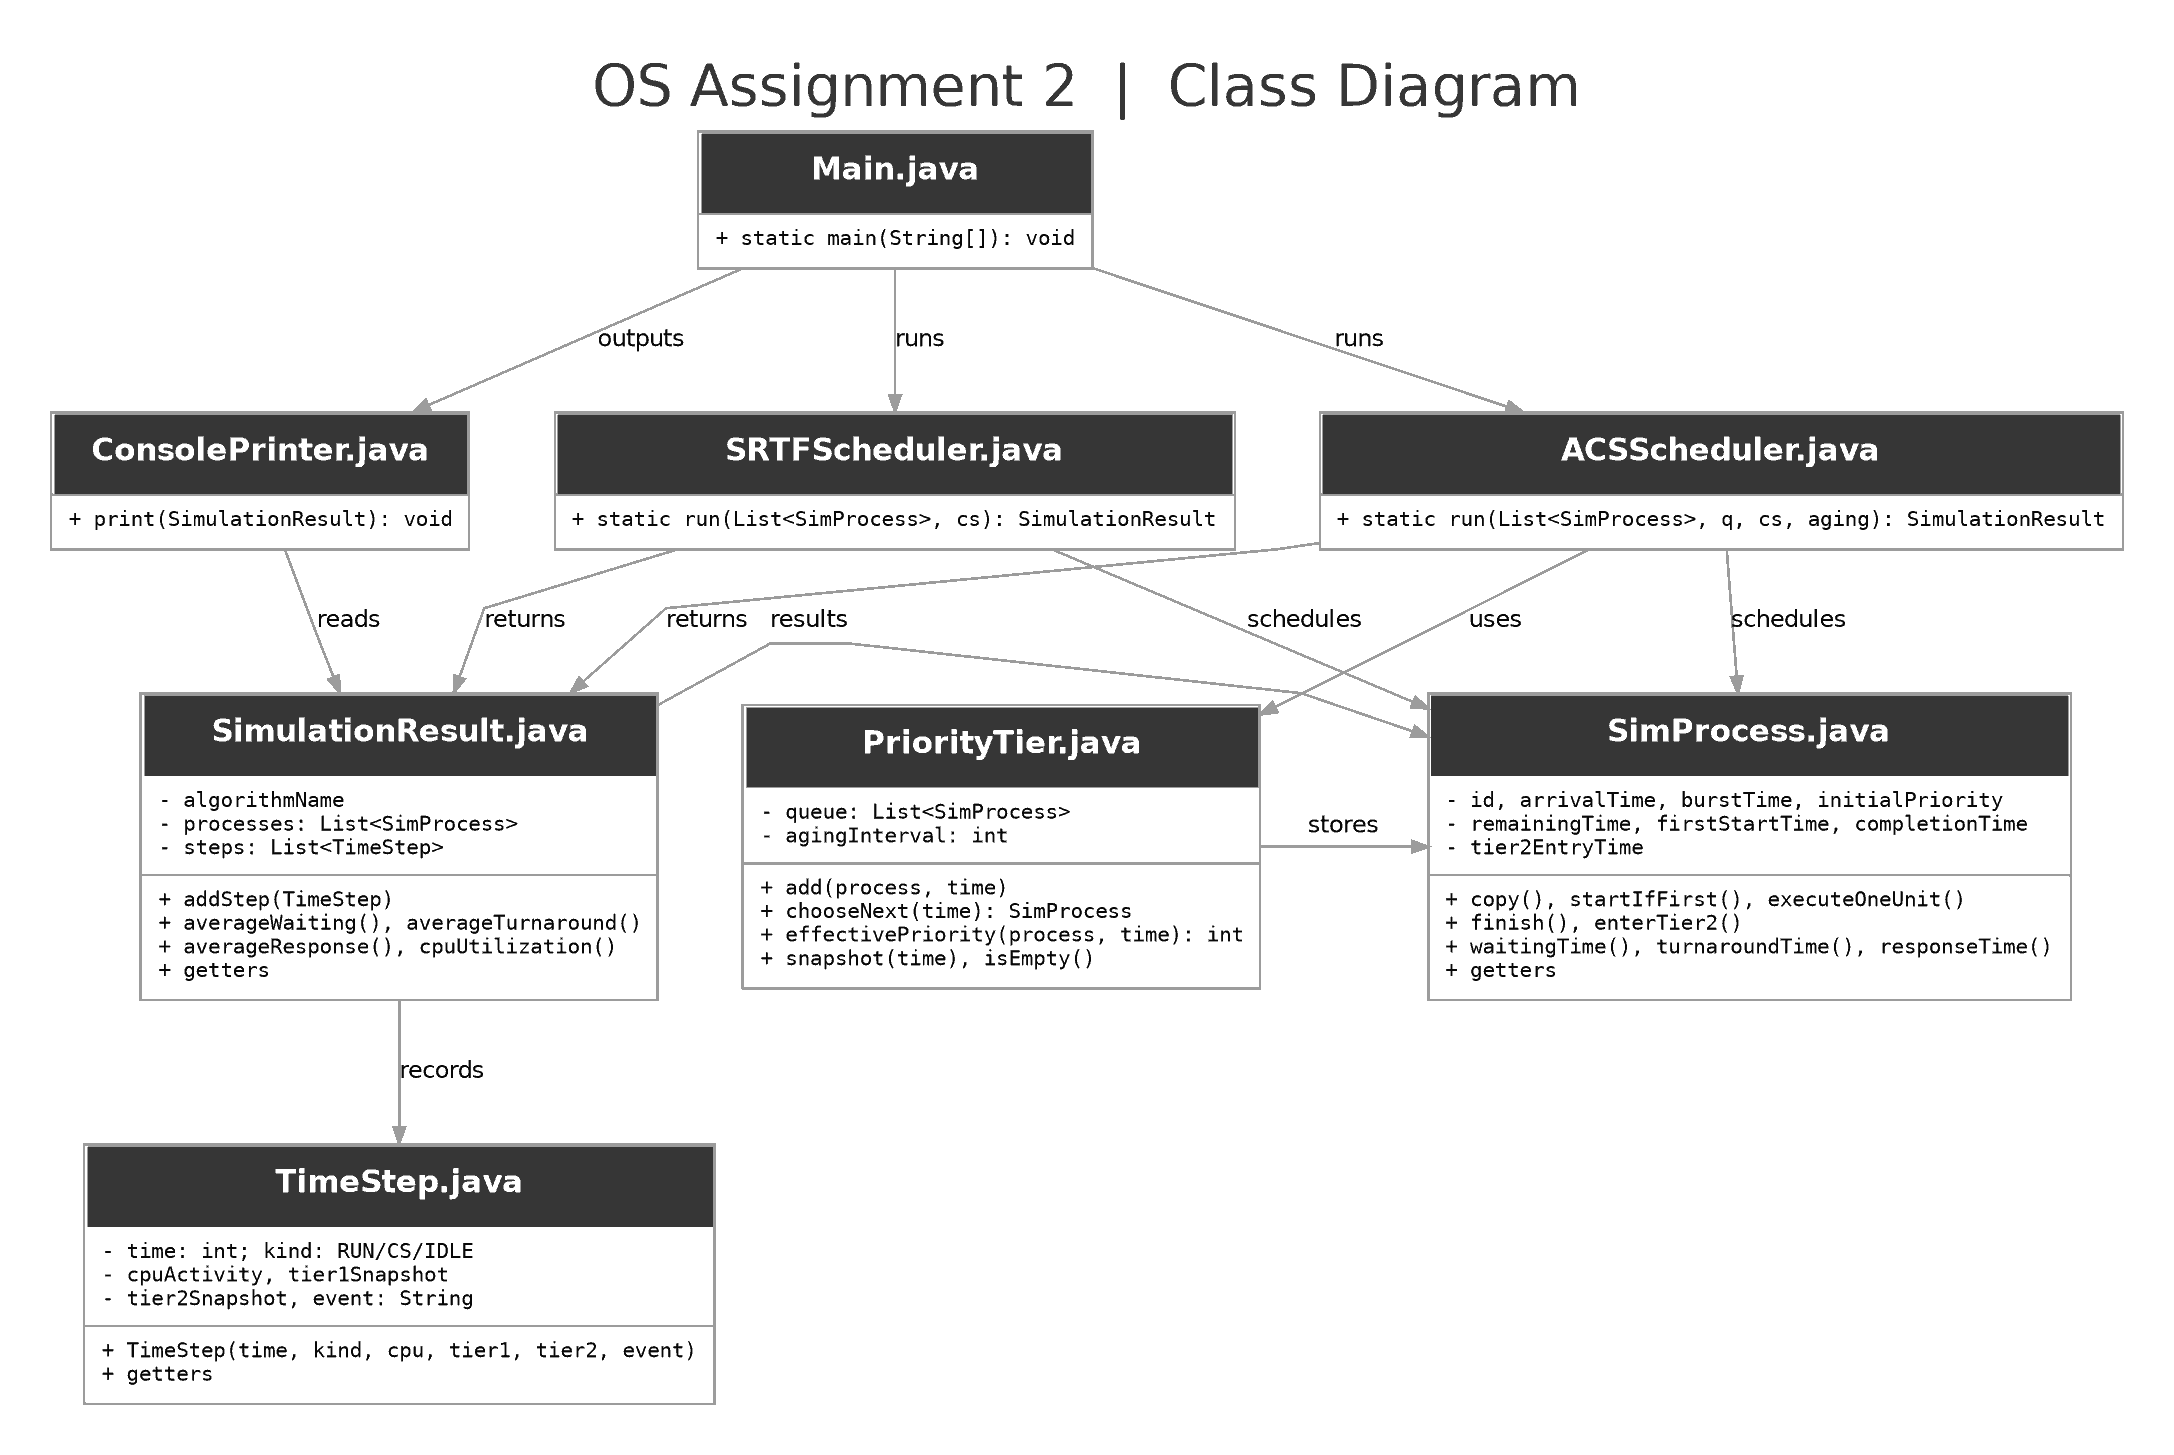 OS Assignment 2 | Class Diagram
Main.java
+ static main(String[]): void
outputs
runs
runs
ConsolePrinter.java
+ print(SimulationResult): void
SRTFScheduler.java
+ static run(List<SimProcess>, cs): SimulationResult
ACSScheduler.java
+ static run(List<SimProcess>, q, cs, aging): SimulationResult
reads
returns
returns
results
schedules
uses
schedules
SimulationResult.java
- algorithmName
- processes: List<SimProcess>
- steps: List<TimeStep>
+ addStep(TimeStep)
+ averageWaiting(), averageTurnaround()
+ averageResponse(), cpuUtilization()
+ getters
PriorityTier.java
- queue: List<SimProcess>
- agingInterval: int
+ add(process, time)
+ chooseNext(time): SimProcess
+ effectivePriority(process, time): int
+ snapshot(time), isEmpty()
stores
SimProcess.java
- id, arrivalTime, burstTime, initialPriority
- remainingTime, firstStartTime, completionTime
- tier2EntryTime
+ copy(), startIfFirst(), executeOneUnit()
+ finish(), enterTier2()
+ waitingTime(), turnaroundTime(), responseTime()
+ getters
records
TimeStep.java
- time: int; kind: RUN/CS/IDLE
- cpuActivity, tier1Snapshot
- tier2Snapshot, event: String
+ TimeStep(time, kind, cpu, tier1, tier2, event)
+ getters